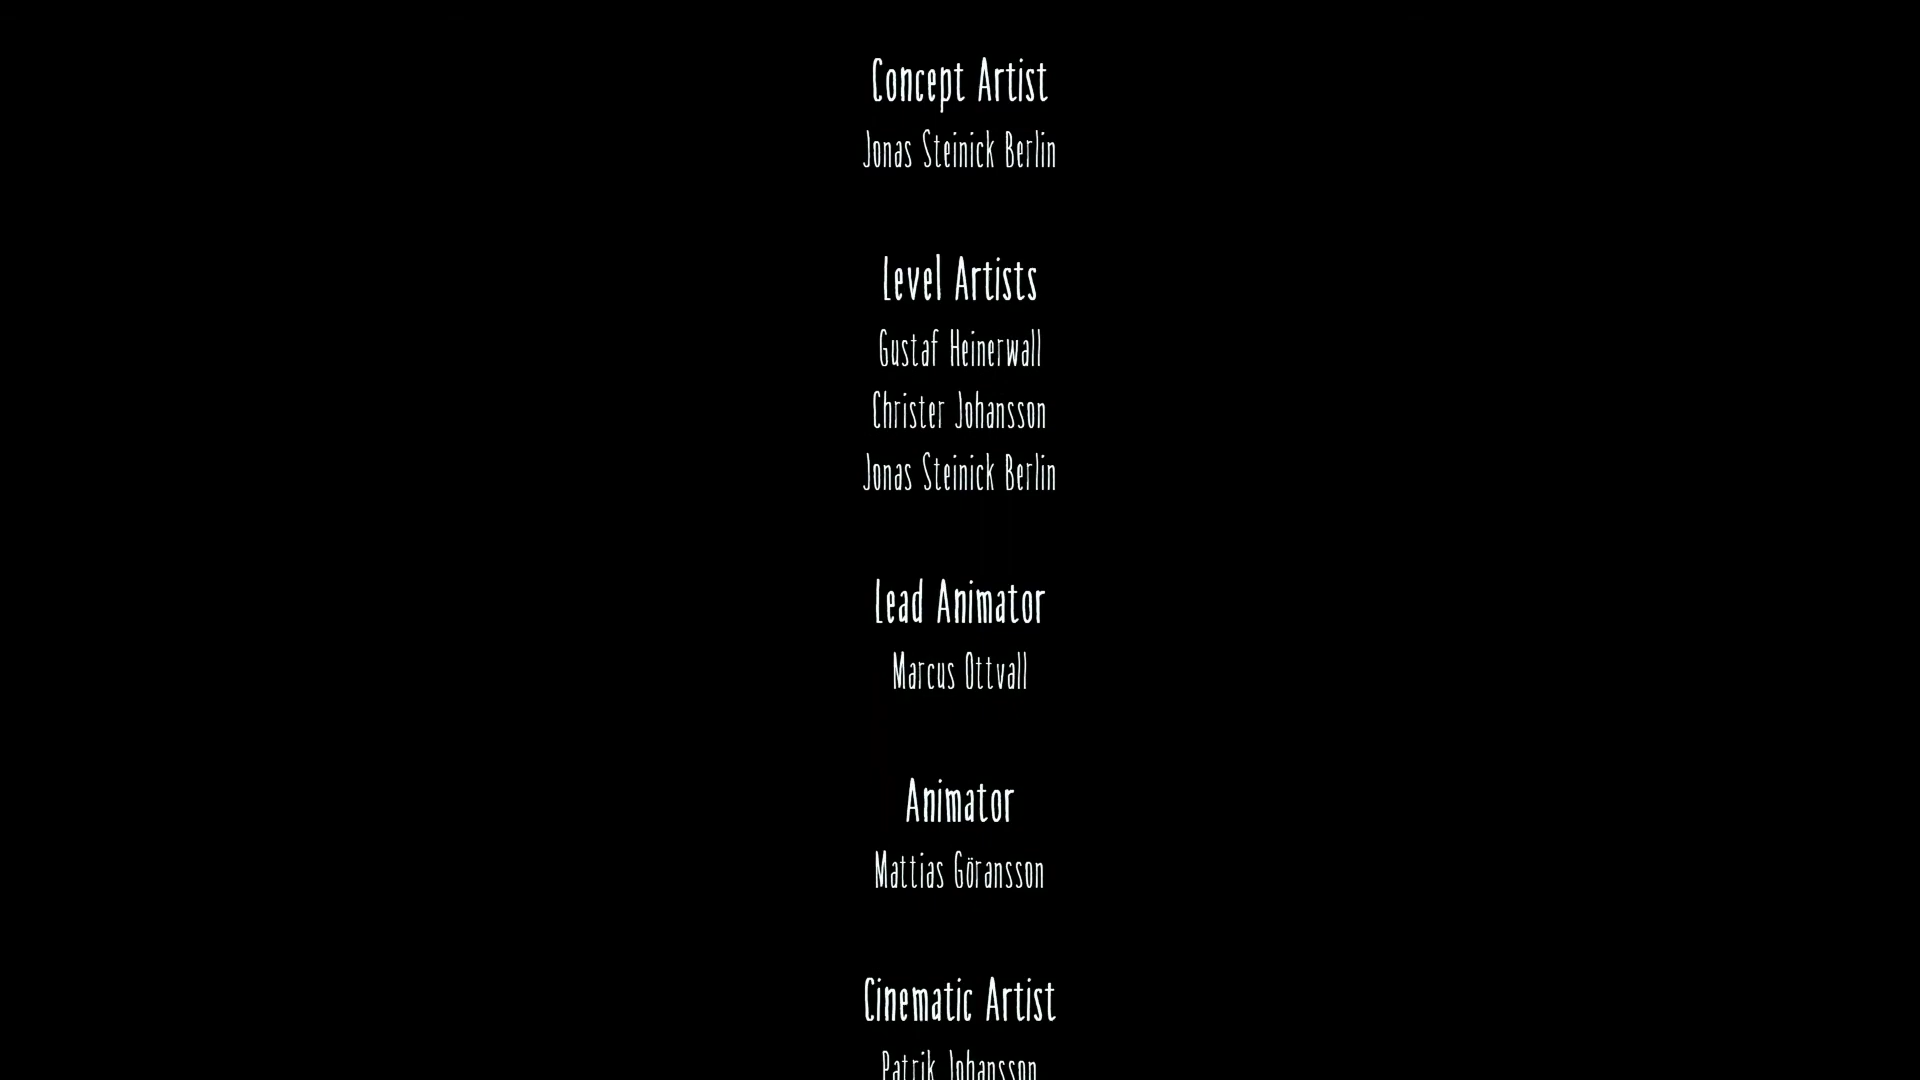 Concept Artist
Jonas Steinick Berlin
Level Artists
Gustaf Heinerwall
Christer Johansson
Jonas Steinick Berlin
Lead Animator
Marcus Ottvall
Animator
Mattias Göransson
Cinematic Artist
Patrik Johansson